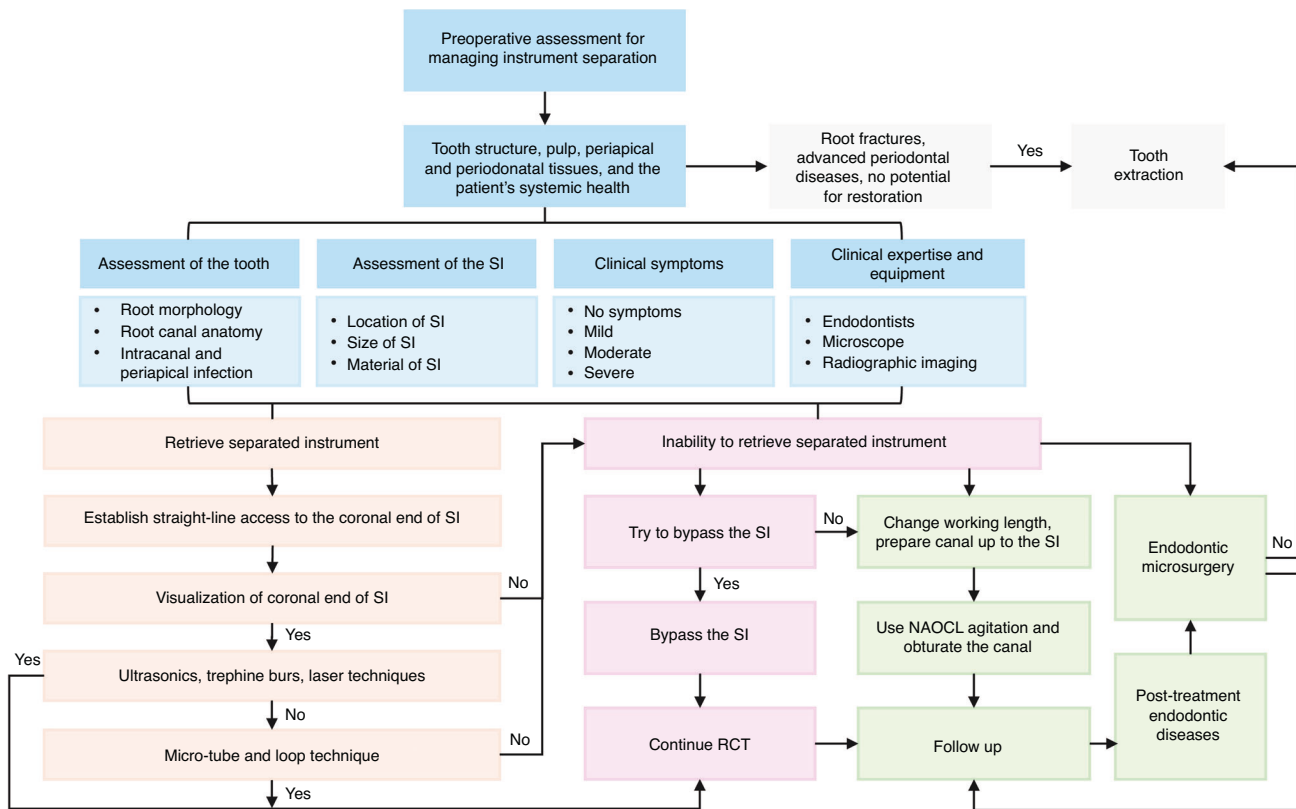 Preoperative assessment for
managing instrument separation
Tooth structure, pulp, periapical
and periodonatal tissues, and the
patient's systemic health
Root fractures,
advanced periodontal
diseases, no potential
for restoration
Yes
Tooth
extraction
Assessment of the tooth
Assessment of the SI
Clinical symptoms
Clinical expertise and
equipment
• Root morphology
• Root canal anatomy
• Intracanal and
periapical infection
• Location of SI
• Size of SI
• Material of SI
• No symptoms
• Mild
• Moderate
• Severe
• Endodontists
• Microscope
• Radiographic imaging
Retrieve separated instrument
Inability to retrieve separated instrument
Establish straight-line access to the coronal end of SI
Try to bypass the SI
No
Change working length,
prepare canal up to the SI
Endodontic
microsurgery
No
Visualization of coronal end of SI
No
Yes
Yes
Bypass the SI
Use NAOCL agitation and
obturate the canal
Yes
Ultrasonics, trephine burs, laser techniques
No
Post-treatment
endodontic
diseases
Micro-tube and loop technique
No
Continue RCT
Follow up
Yes